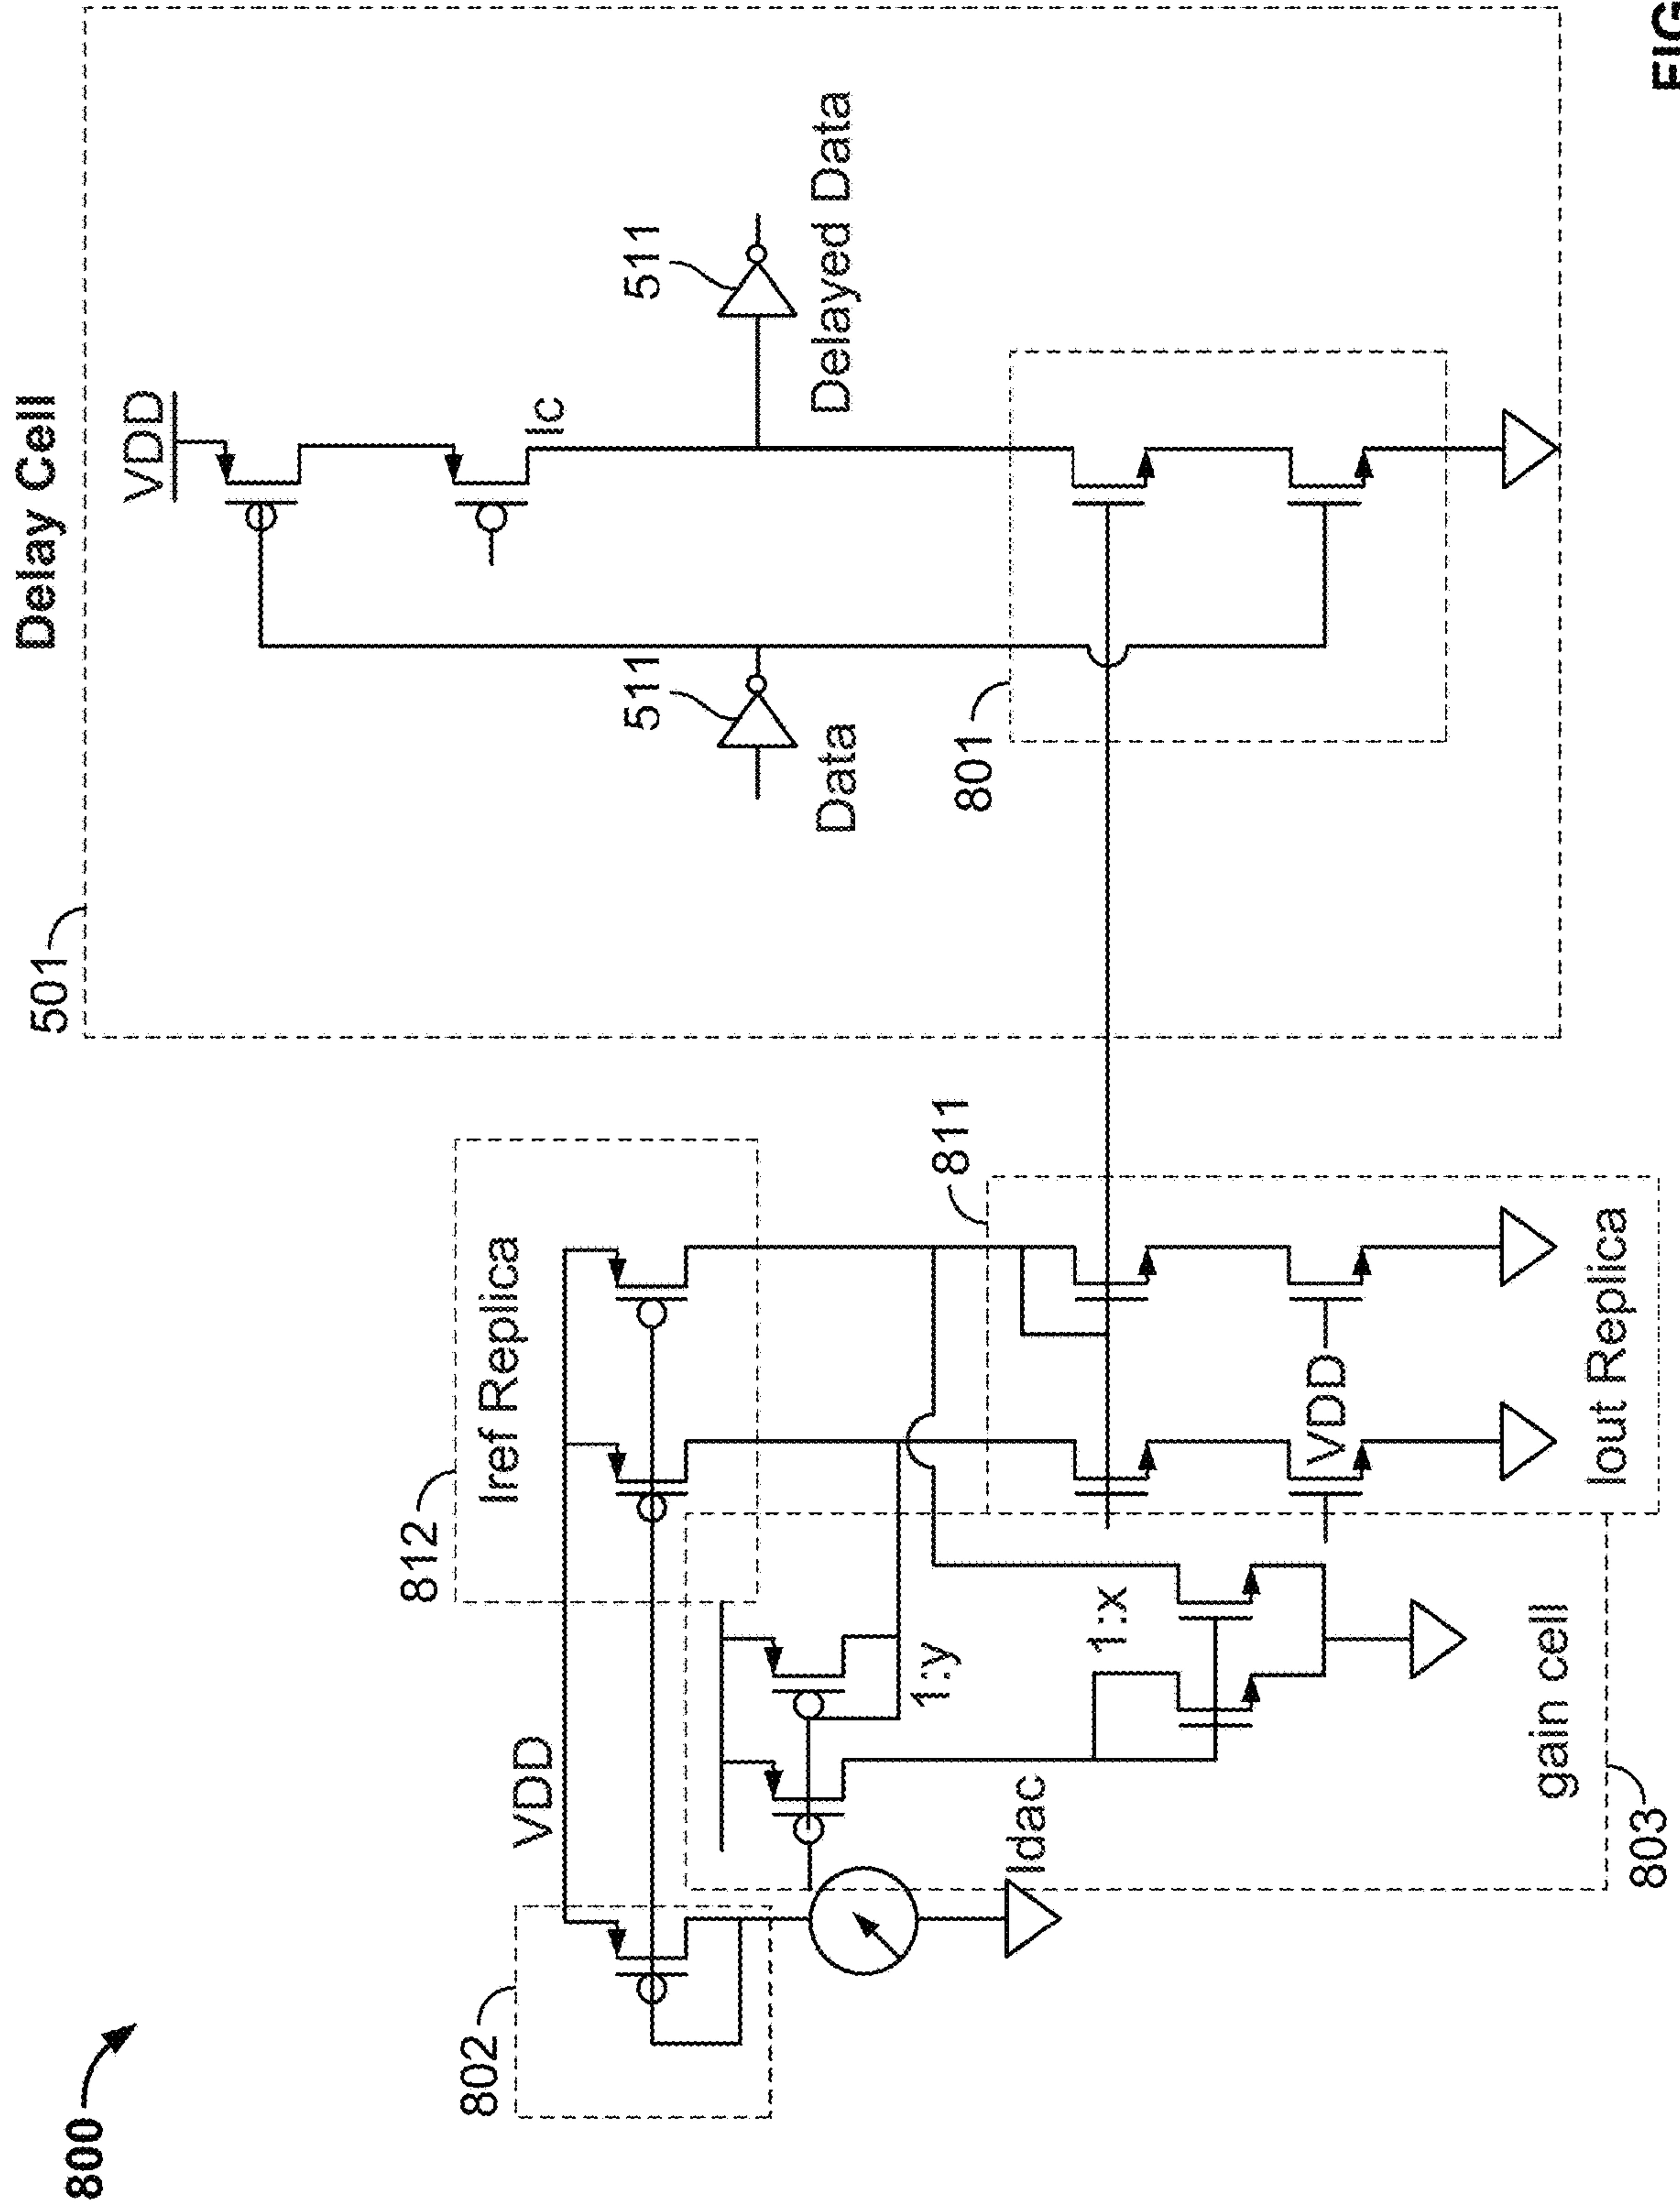 800
802
VDD
812
Iref Replica
1:y
Idac
1:x
gain cell
803
811
VDD
Iout Replica
501
Delay Cell
VDD
Ic
511
Data
511
Delayed Data
801